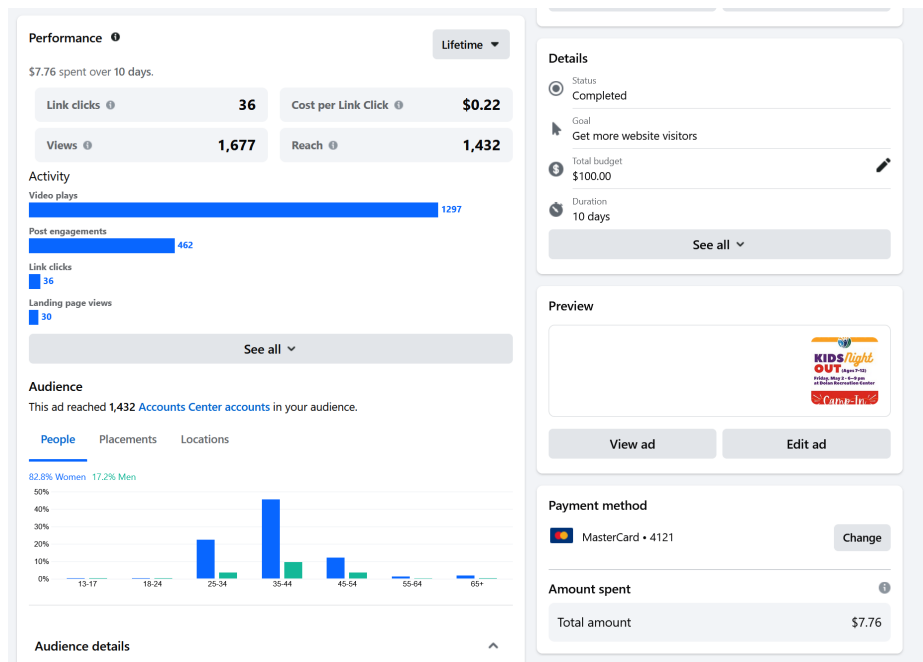 Performance
Lifetime
$7.76 spent over 10 days.
Link clicks 36
Cost per Link Click $0.22
Views 1,677
Reach 1,432
Activity
Video plays
1297
Post engagements
462
Link clicks
36
Landing page views
30
See all
Audience
This ad reached 1,432 Accounts Center accounts in your audience.
People Placements Locations
82.8% Women 17.2% Men
50%
40%
30%
20%
10%
0%
13-17 18-24 25-34 35-44 45-54 55-64 65+
Audience details
Details
Status
Completed
Goal
Get more website visitors
Total budget
$100.00
Duration
10 days
See all
Preview
KIDS Night
OUT (Ages 7-12)
Friday, May 2 • 6-9 pm
at Dolan Recreation Center
Camp-In
View ad
Edit ad
Payment method
MasterCard • 4121
Change
Amount spent
Total amount $7.76